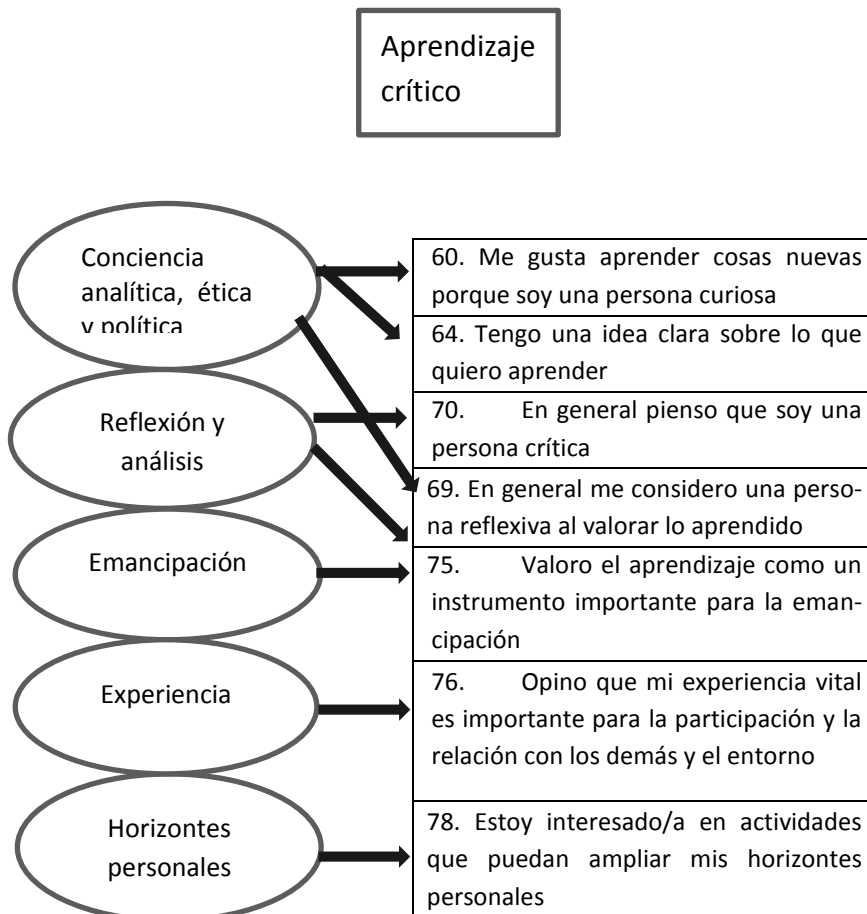 Aprendizaje
crítico
Conciencia
analítica, ética
y política
60. Me gusta aprender cosas nuevas
porque soy una persona curiosa
64. Tengo una idea clara sobre lo que
quiero aprender
Reflexión y
análisis
70. En general pienso que soy una
persona crítica
69. En general me considero una perso-
na reflexiva al valorar lo aprendido
Emancipación
75. Valoro el aprendizaje como un
instrumento importante para la eman-
cipación
Experiencia
76. Opino que mi experiencia vital
es importante para la participación y la
relación con los demás y el entorno
Horizontes
personales
78. Estoy interesado/a en actividades
que puedan ampliar mis horizontes
personales